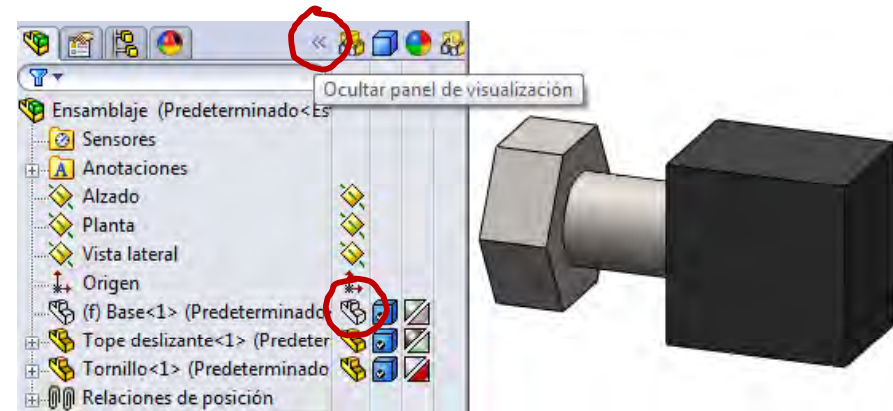 «
Ocultar panel de visualización
Ensamblaje (Predeterminado<Es
Sensores
A Anotaciones
Alzado
Planta
Vista lateral
Origen
(f) Base<1> (Predeterminado
Tope deslizante<1> (Predeter
Tornillo<1> (Predeterminado
Relaciones de posición